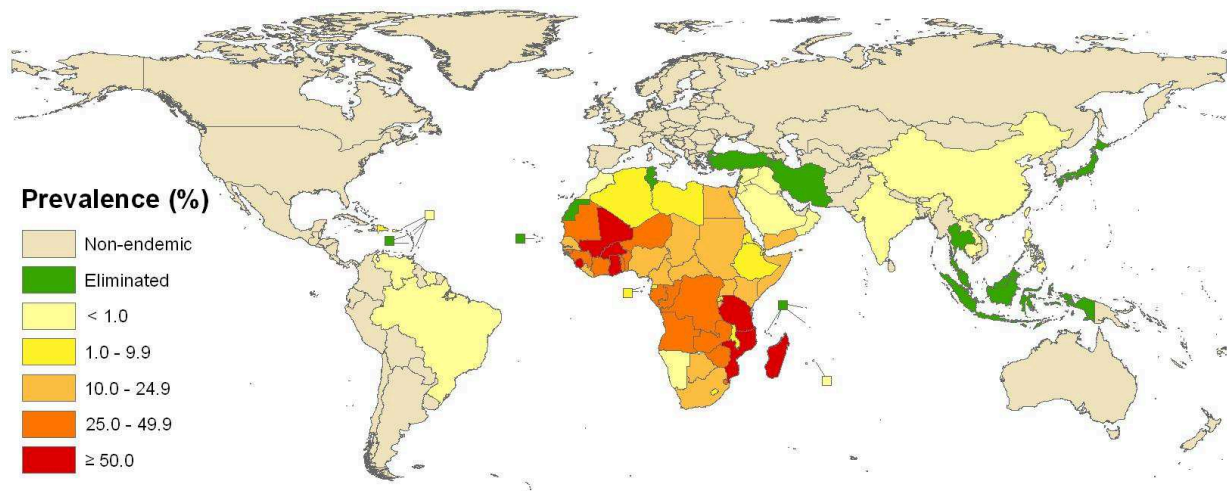 Prevalence (%)
Non-endemic
Eliminated
< 1.0
1.0 - 9.9
10.0 - 24.9
25.0 - 49.9
≥ 50.0